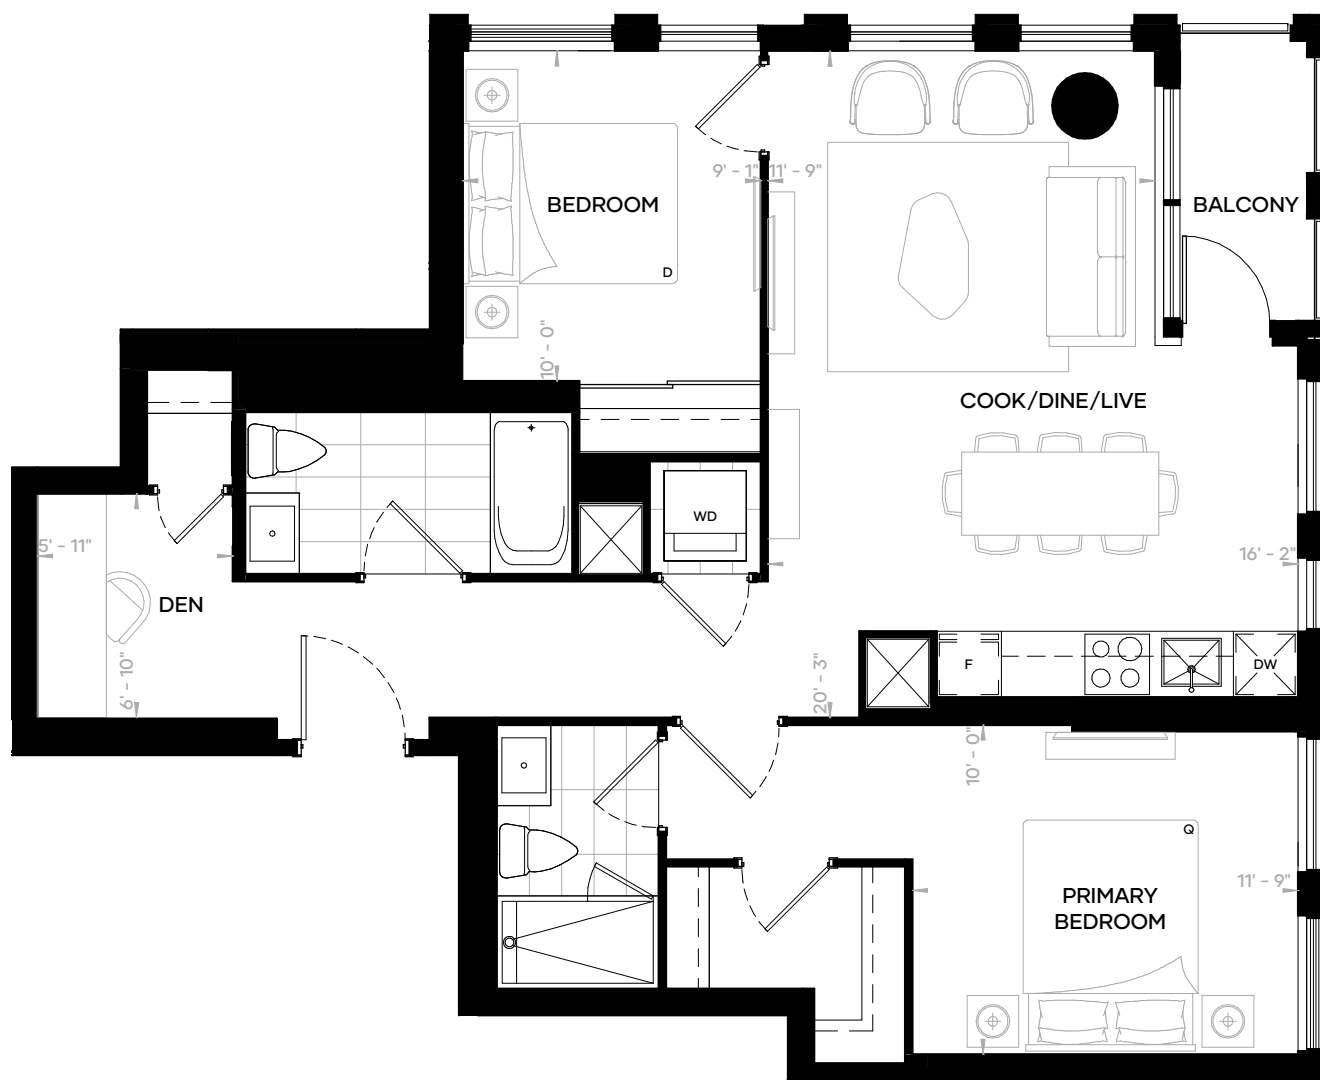 9' - 1"
11' - 9"
BEDROOM
BALCONY
D
10' - 0"
COOK/DINE/LIVE
WD
5' - 11"
16' - 2"
DEN
6' - 10"
20' - 3"
F
DW
10' - 0"
Q
11' - 9"
PRIMARY
BEDROOM